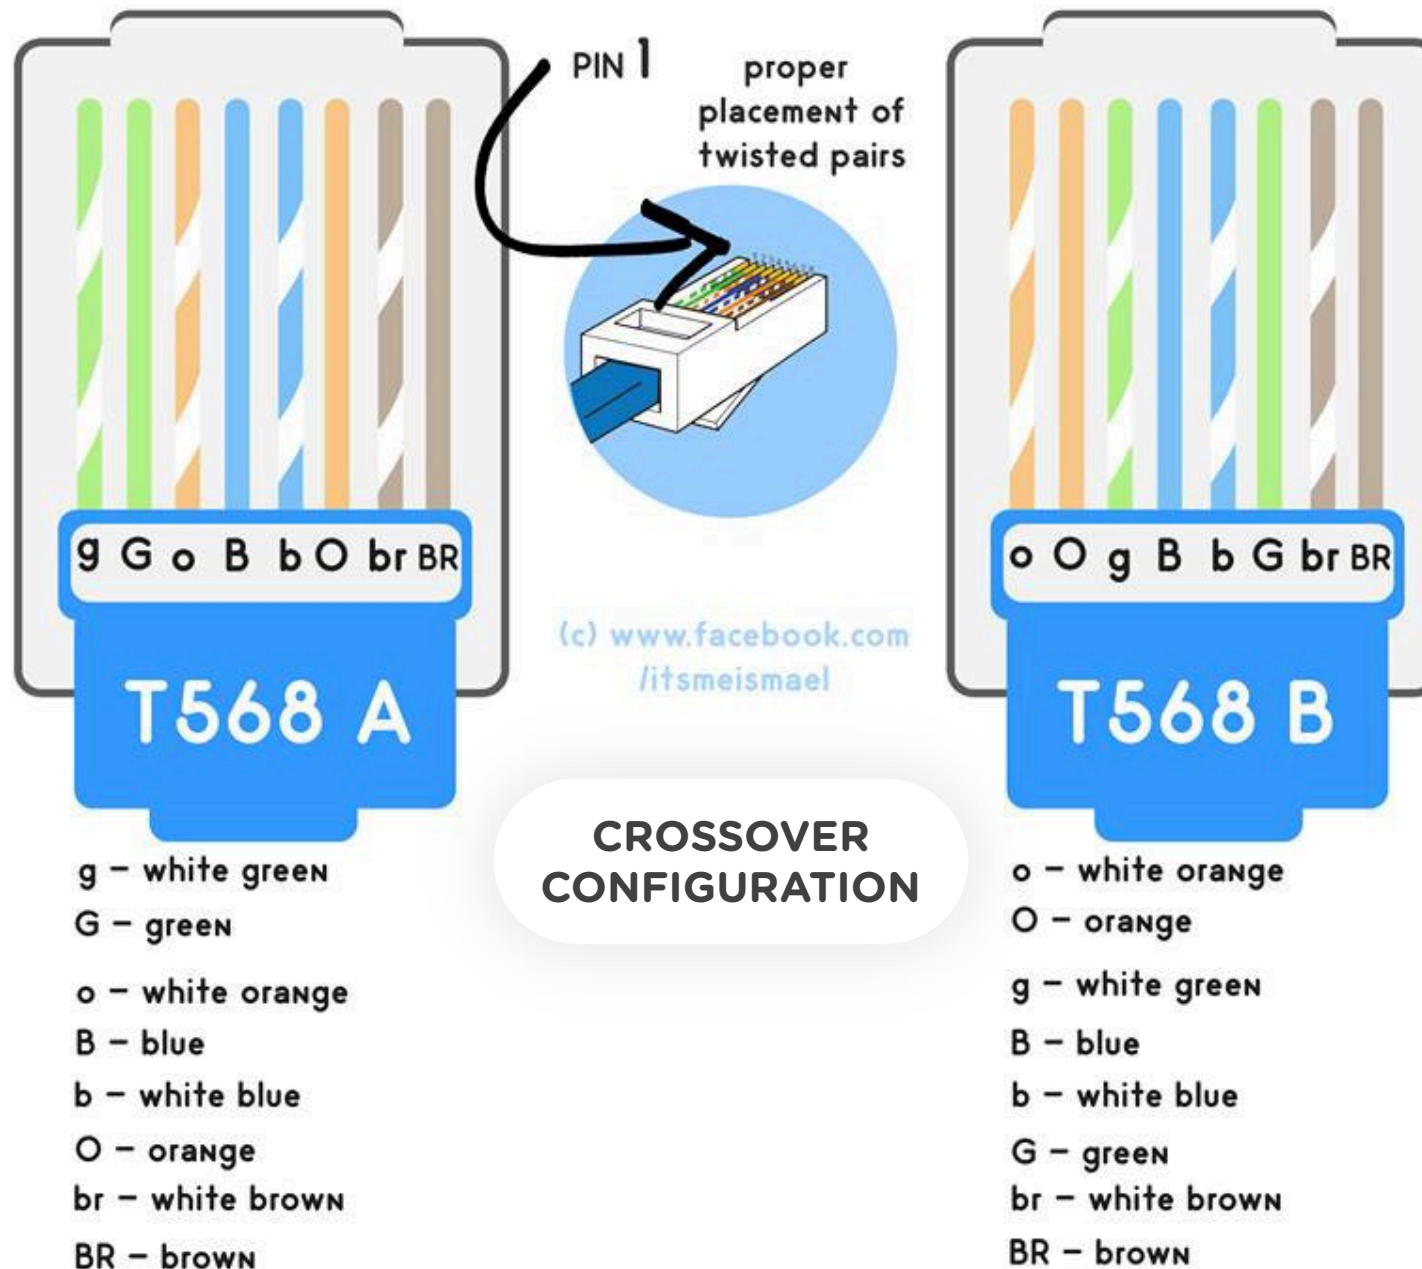 PIN 1
proper
placement of
twisted pairs
g G o B b O br BR
T568 A
g – white green
G – green
o – white orange
B – blue
b – white blue
O – orange
br – white brown
BR – brown
(c) www.facebook.com
/itsmeismael
CROSSOVER
CONFIGURATION
o O g B b G br BR
T568 B
o – white orange
O – orange
g – white green
B – blue
b – white blue
G – green
br – white brown
BR – brown